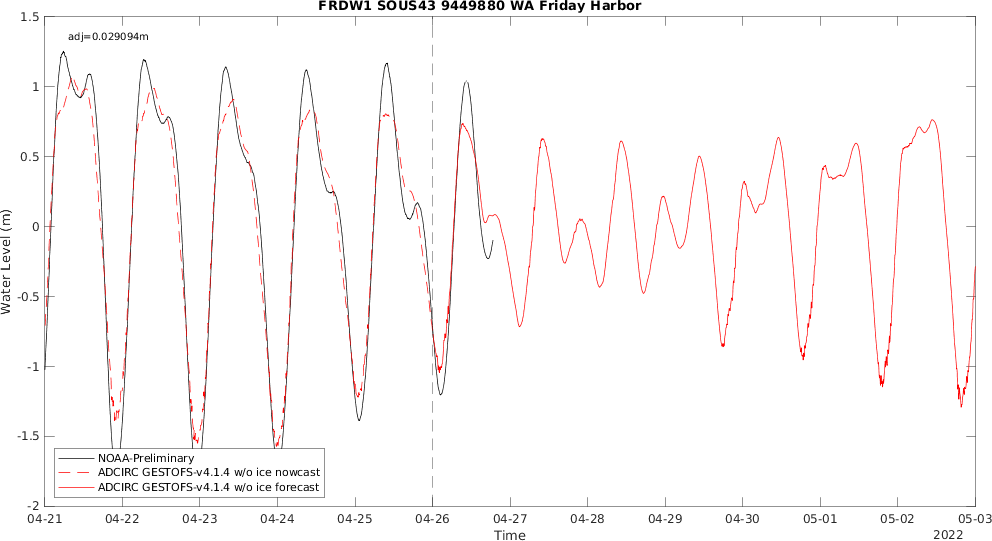 FRDW1 SOUS43 9449880 WA Friday Harbor
1.5
adj=0.029094m
1
0.5
0
-0.5
-1
-1.5
-2
Water Level (m)
NOAA-Preliminary
ADCIRC GESTOFS-v4.1.4 w/o ice nowcast
ADCIRC GESTOFS-v4.1.4 w/o ice forecast
04-21 04-22 04-23 04-24 04-25 04-26 04-27 04-28 04-29 04-30 05-01 05-02 05-03
Time
2022